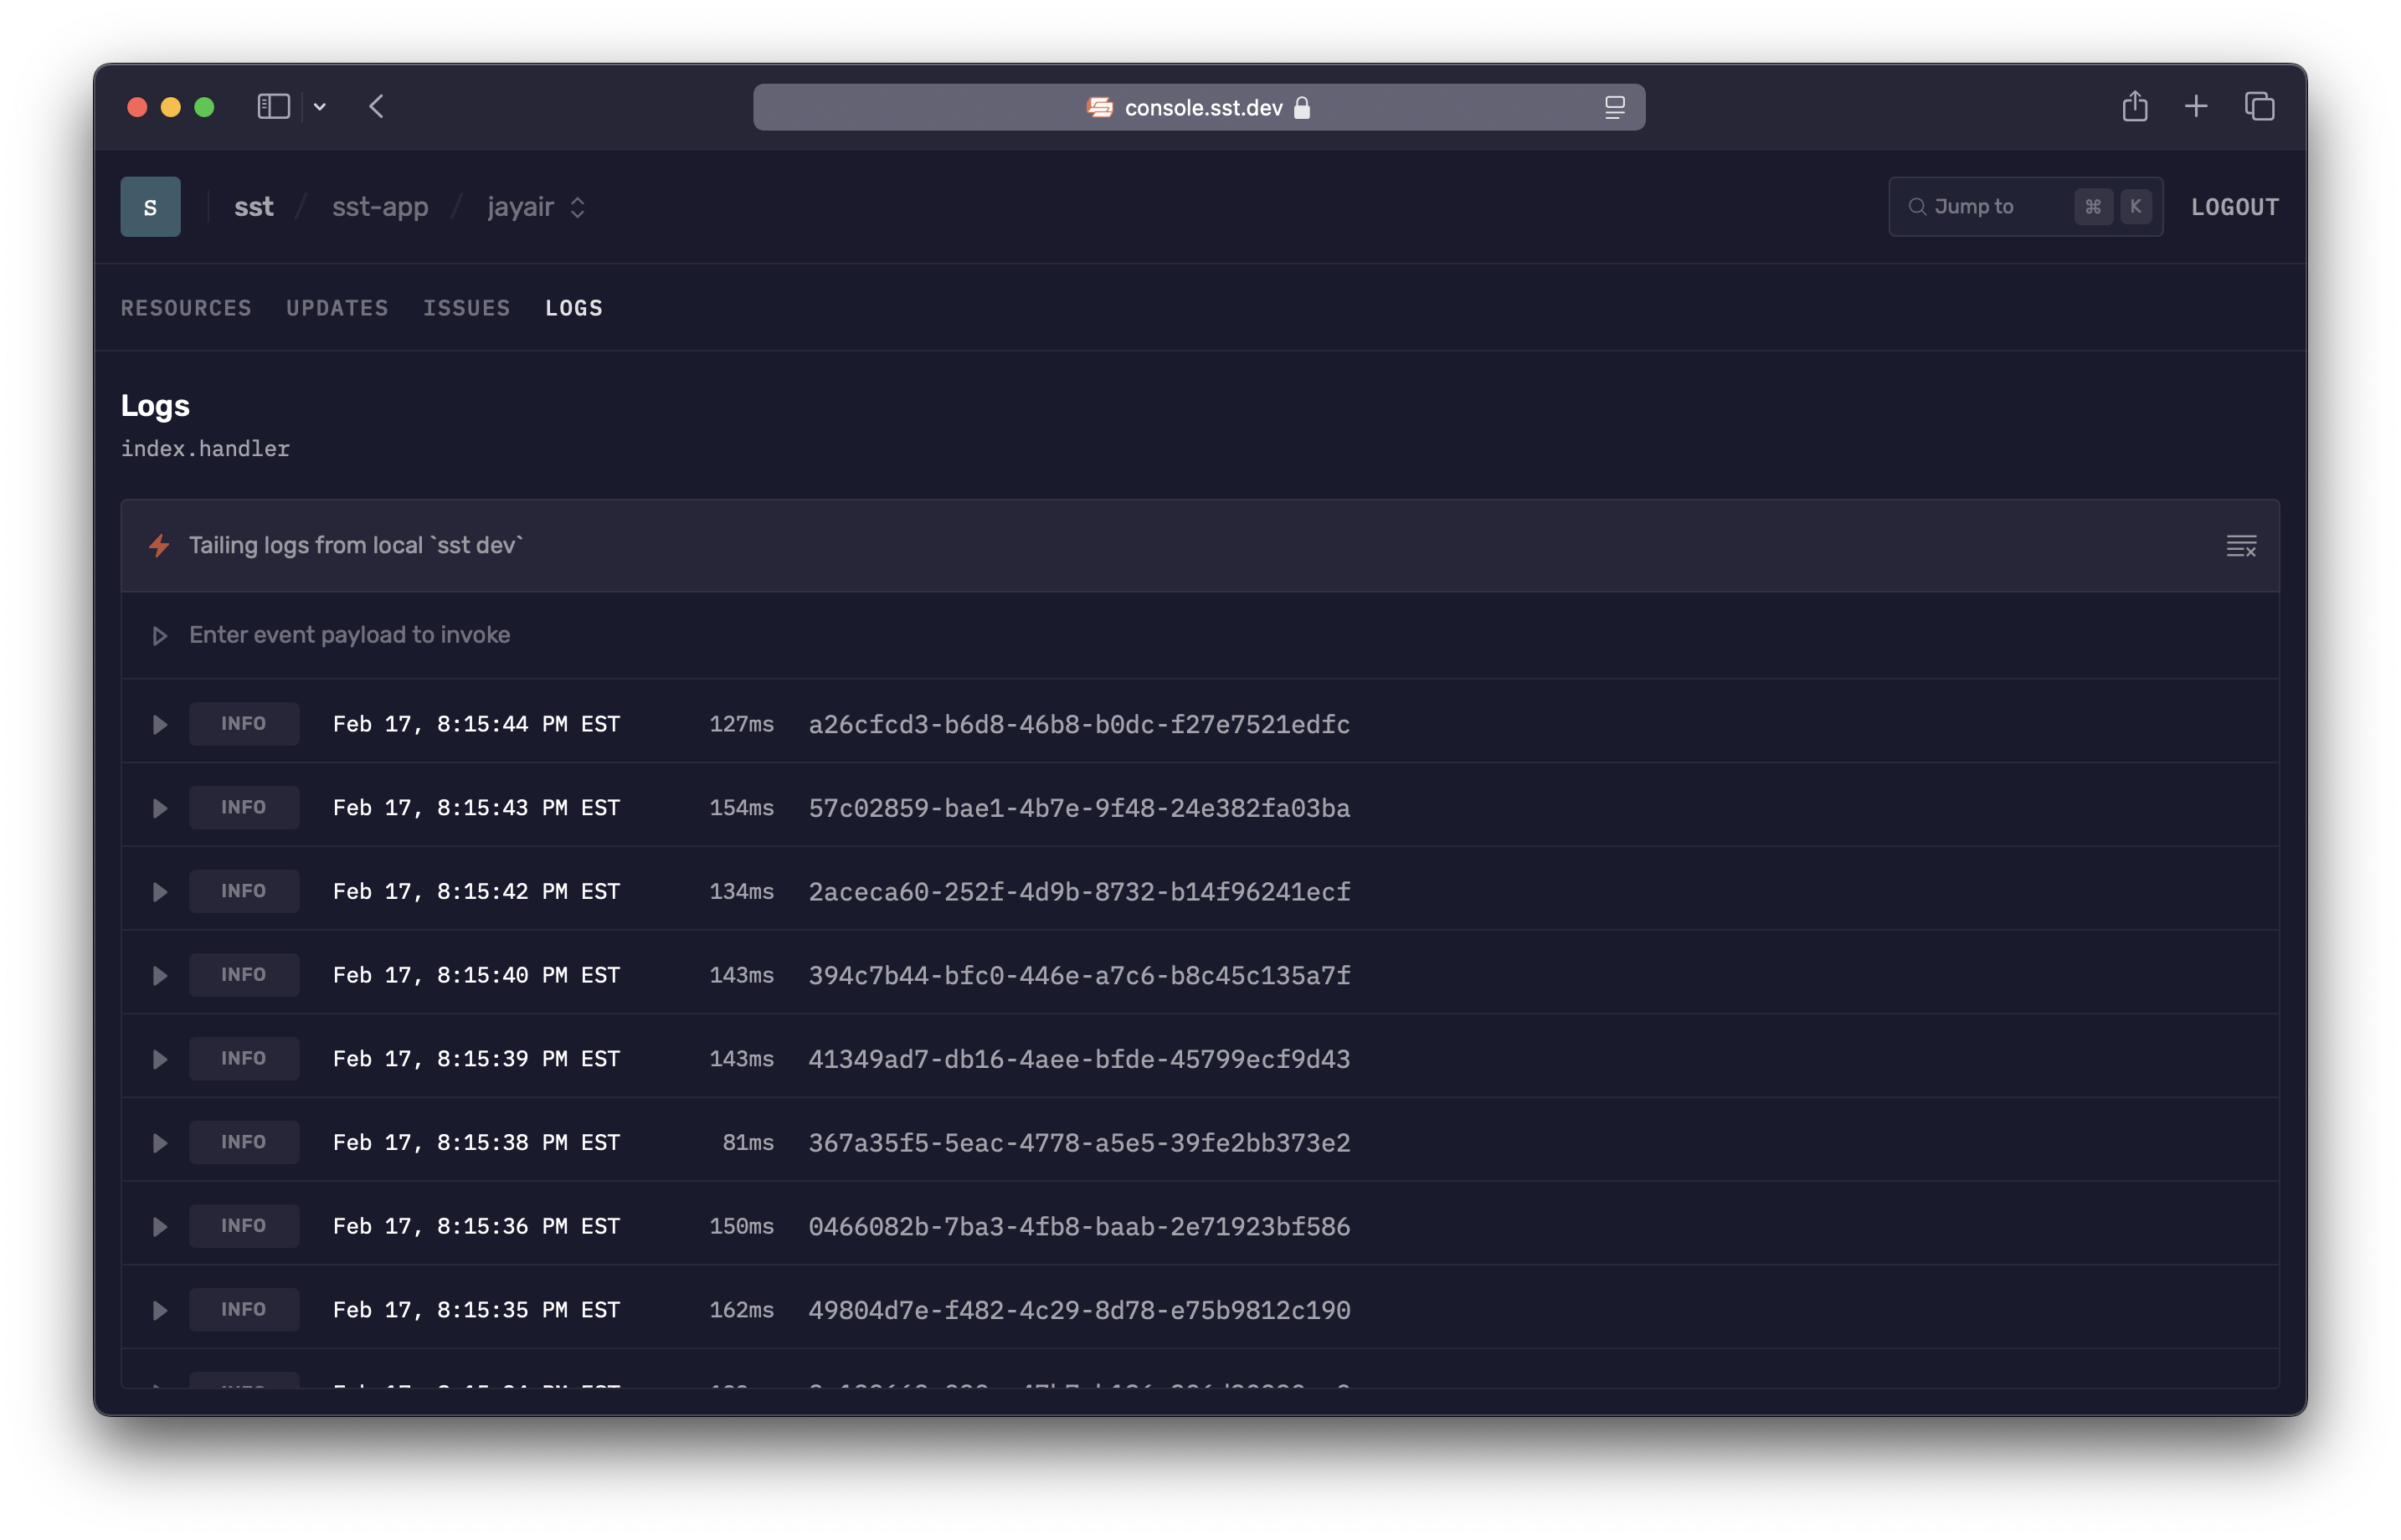 console.sst.dev
S sst / sst-app / jayair Jump to ⌘ K LOGOUT
RESOURCES UPDATES ISSUES LOGS
Logs
index.handler
Tailing logs from local `sst dev`
Enter event payload to invoke
INFO Feb 17, 8:15:44 PM EST 127ms a26cfcd3-b6d8-46b8-b0dc-f27e7521edfc
INFO Feb 17, 8:15:43 PM EST 154ms 57c02859-bae1-4b7e-9f48-24e382fa03ba
INFO Feb 17, 8:15:42 PM EST 134ms 2aceca60-252f-4d9b-8732-b14f96241ecf
INFO Feb 17, 8:15:40 PM EST 143ms 394c7b44-bfc0-446e-a7c6-b8c45c135a7f
INFO Feb 17, 8:15:39 PM EST 143ms 41349ad7-db16-4aee-bfde-45799ecf9d43
INFO Feb 17, 8:15:38 PM EST 81ms 367a35f5-5eac-4778-a5e5-39fe2bb373e2
INFO Feb 17, 8:15:36 PM EST 150ms 0466082b-7ba3-4fb8-baab-2e71923bf586
INFO Feb 17, 8:15:35 PM EST 162ms 49804d7e-f482-4c29-8d78-e75b9812c190